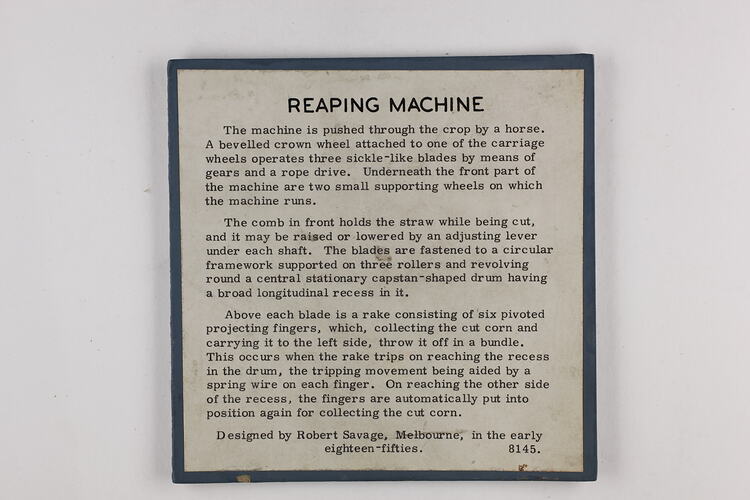 REAPING MACHINE
The machine is pushed through the crop by a horse.
A bevelled crown wheel attached to one of the carriage
wheels operates three sickle-like blades by means of
gears and a rope drive. Underneath the front part of
the machine are two small supporting wheels on which
the machine runs.
The comb in front holds the straw while being cut,
and it may be raised or lowered by an adjusting lever
under each shaft. The blades are fastened to a circular
framework supported on three rollers and revolving
round a central stationary capstan-shaped drum having
a broad longitudinal recess in it.
Above each blade is a rake consisting of six pivoted
projecting fingers, which, collecting the cut corn and
carrying it to the left side, throw it off in a bundle.
This occurs when the rake trips on reaching the recess
in the drum, the tripping movement being aided by a
spring wire on each finger. On reaching the other side
of the recess, the fingers are automatically put into
position again for collecting the cut corn.
Designed by Robert Savage, Melbourne, in the early
eighteen-fifties. 8145.